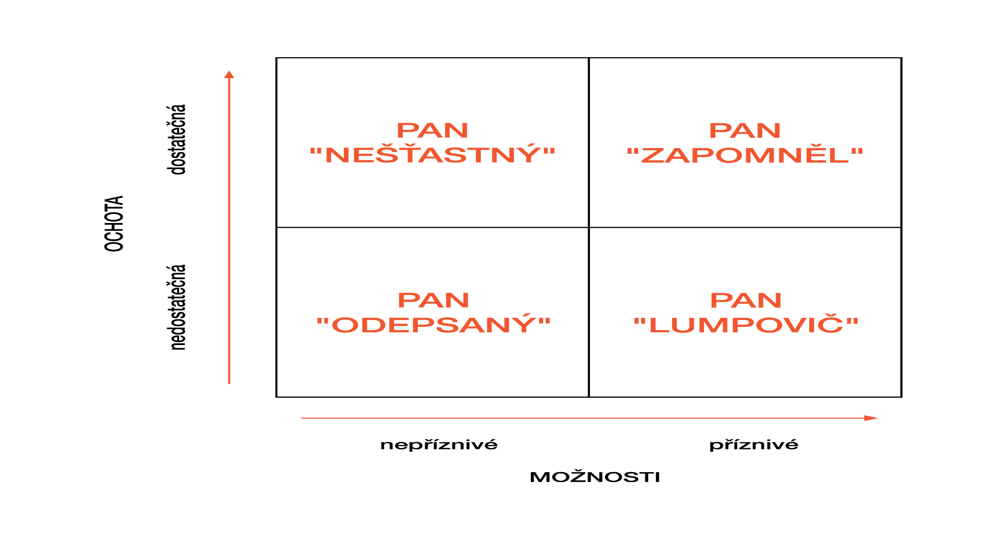 OCHOTA
dostatečná
nedostatečná
PAN
"NEŠŤASTNÝ"
PAN
"ZAPOMNĚL"
PAN
"ODEPSANÝ"
PAN
"LUMPOVIČ"
nepříznivé
příznivé
MOŽNOSTI